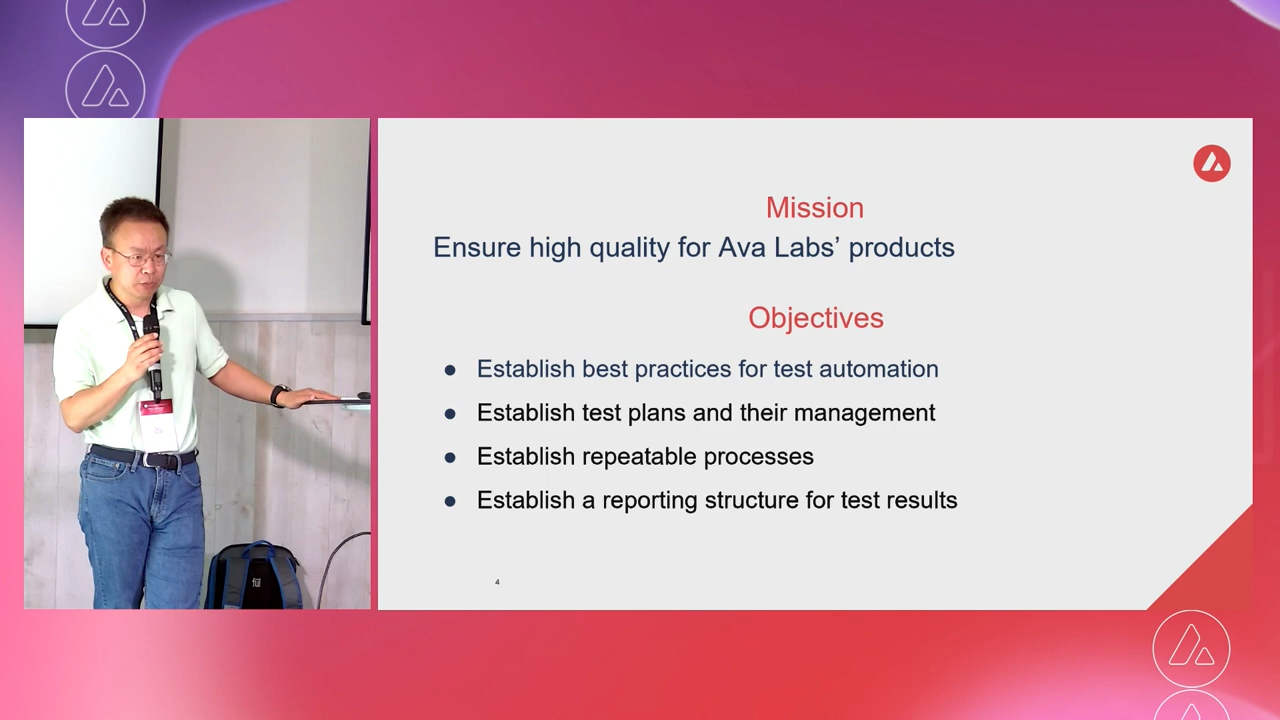 Mission
Ensure high quality for Ava Labs’ products
Objectives
● Establish best practices for test automation
● Establish test plans and their management
● Establish repeatable processes
● Establish a reporting structure for test results
4
fūl